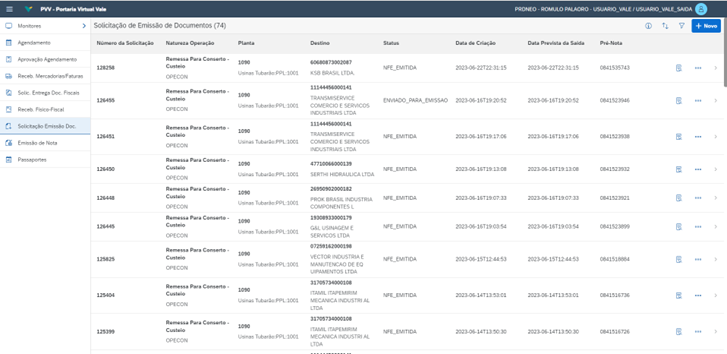 PVV - Portaria Virtual Vale
PRONEO - ROMULO PALADRO - USUARIO_VALE / USUARIO_VALE_SAIDA
Monitores
Agendamento
Aprovação Agendamento
Receb. Mercadorias/Faturas
Solic. Entrega Doc. Fiscais
Receb. Físico-Fiscal
Solicitação Emissão Doc.
Emissão de Nota
Passaportes
Solicitação de Emissão de Documentos (74)
+ Novo
Número da Solicitação Natureza Operação Planta Destino Status Data de Criação Data Prevista da Saída Pré-Nota
128256 Remessa Para Conserto - Custeio OPECON 1090 Usinas Tubarão:PPL:1001 60680873002087 KSB BRASIL LTDA. NFE_EMITIDA 2023-06-22T22:31:15 2023-06-22T22:31:15 0841535743
126455 Remessa Para Conserto - Custeio OPECON 1090 Usinas Tubarão:PPL:1001 11144456000141 TRANSMISERVICE COMERCIO E SERVICOS INDUSTRIAIS LTDA ENVIADO_PARA_EMISSAO 2023-06-16T19:20:52 2023-06-16T19:20:52 0841523946
126451 Remessa Para Conserto - Custeio OPECON 1090 Usinas Tubarão:PPL:1001 11144456000141 TRANSMISERVICE COMERCIO E SERVICOS INDUSTRIAIS LTDA NFE_EMITIDA 2023-06-16T19:17:06 2023-06-16T19:17:06 0841523938
126450 Remessa Para Conserto - Custeio OPECON 1090 Usinas Tubarão:PPL:1001 47710066000139 SERTHI HIDRAULICA LTDA NFE_EMITIDA 2023-06-16T19:13:08 2023-06-16T19:13:08 0841523932
126448 Remessa Para Conserto - Custeio OPECON 1090 Usinas Tubarão:PPL:1001 26950902000182 PROK BRASIL INDUSTRIA COMPONENTES L NFE_EMITIDA 2023-06-16T19:07:33 2023-06-16T19:07:33 0841523921
126445 Remessa Para Conserto - Custeio OPECON 1090 Usinas Tubarão:PPL:1001 19308933000179 G&L USINAGEM E SERVICOS LTDA NFE_EMITIDA 2023-06-16T19:03:54 2023-06-16T19:03:54 0841523899
125825 Remessa Para Conserto - Custeio OPECON 1090 Usinas Tubarão:PPL:1001 07259162000198 VECTOR INDUSTRIA E MANUTENCAO DE EQ UIPAMENTOS LTDA NFE_EMITIDA 2023-06-15T12:44:53 2023-06-15T12:44:53 0841518884
125404 Remessa Para Conserto - Custeio OPECON 1090 Usinas Tubarão:PPL:1001 31705734000108 ITAMIL ITAPEMIRIM MECANICA INDUSTRI AL LTDA NFE_EMITIDA 2023-06-14T13:53:01 2023-06-14T13:53:01 0841516736
125399 Remessa Para Conserto - Custeio OPECON 1090 Usinas Tubarão:PPL:1001 31705734000108 ITAMIL ITAPEMIRIM MECANICA INDUSTRI AL LTDA NFE_EMITIDA 2023-06-14T13:50:30 2023-06-14T13:50:30 0841516726